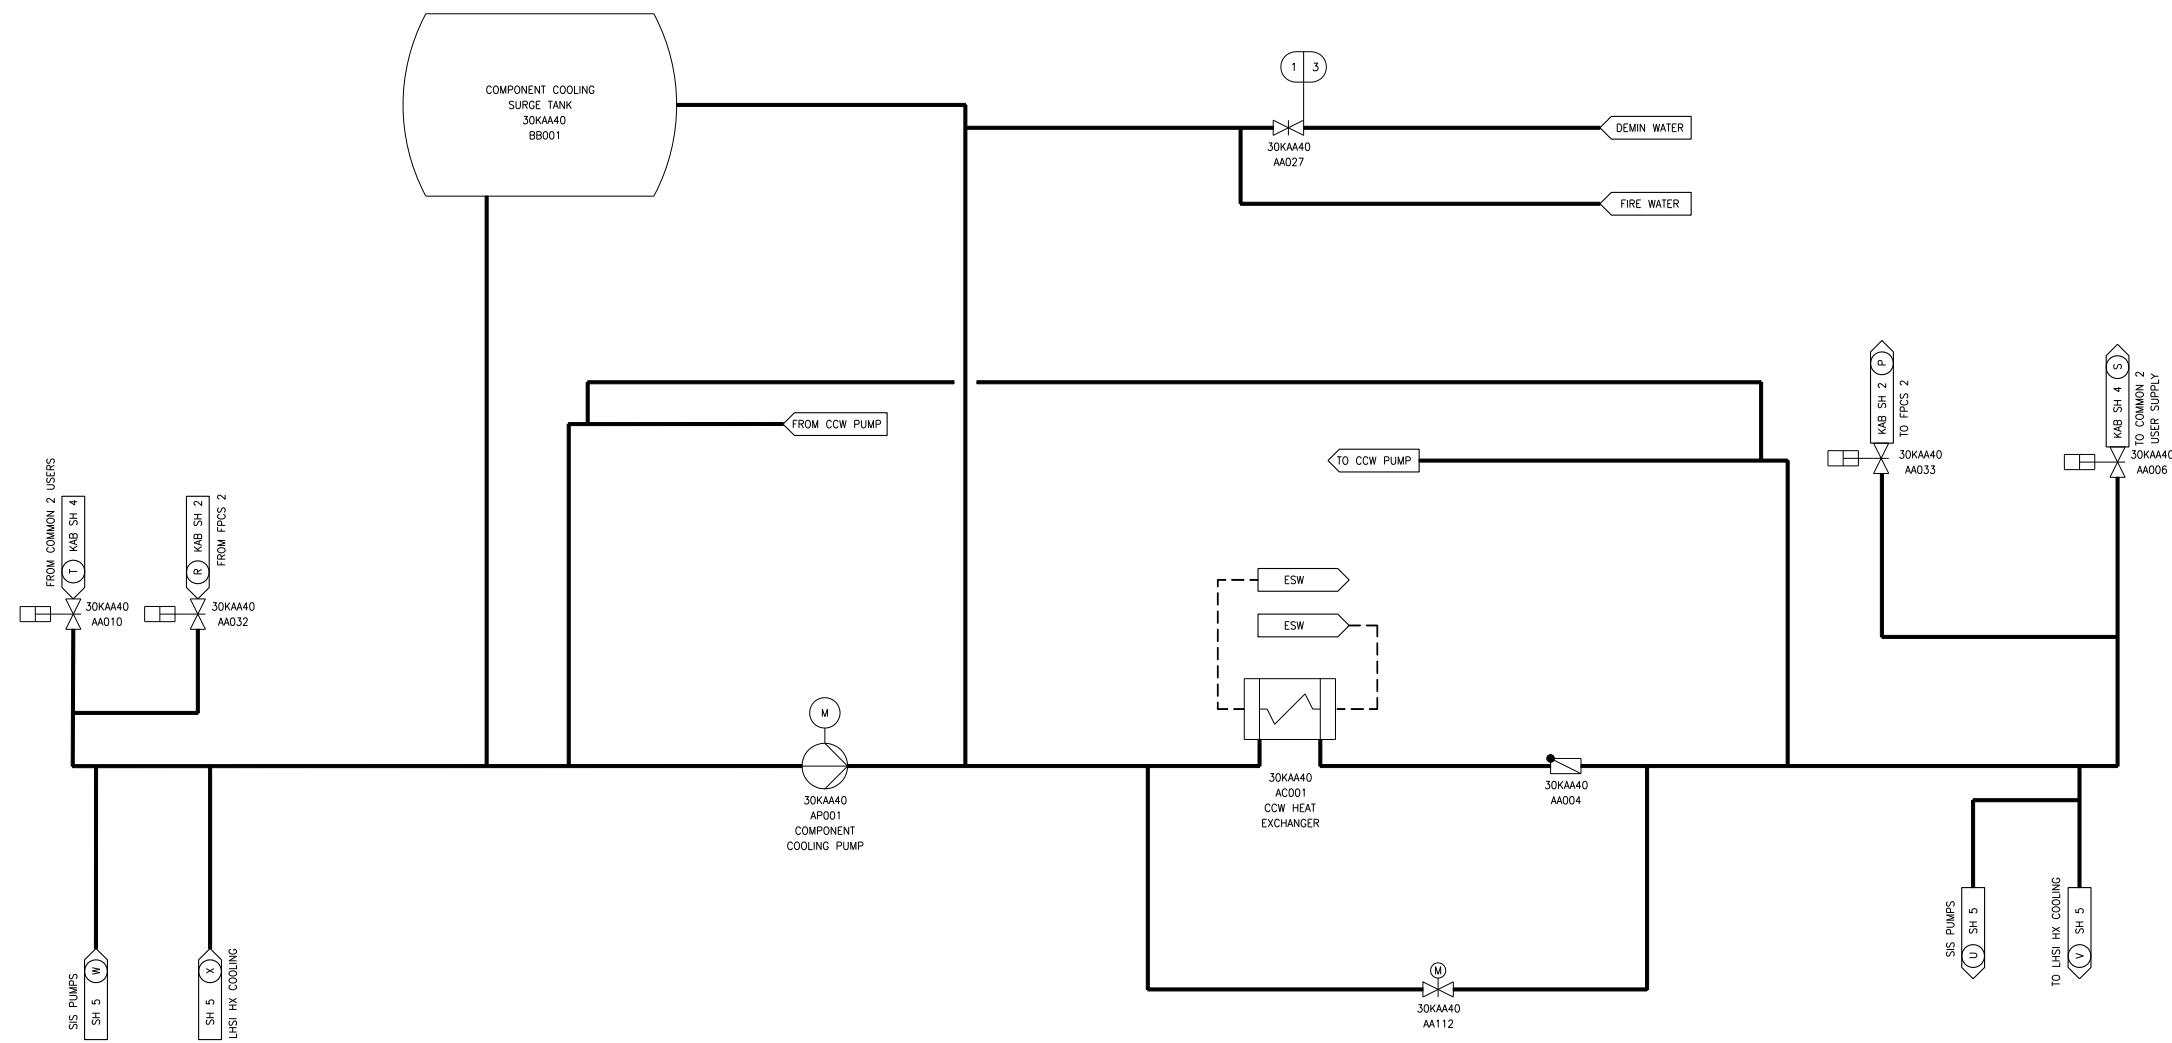 COMPONENT COOLING
SURGE TANK
30KAA40
BB001
1 3
30KAA40
AA027
DEMIN WATER
FIRE WATER
FROM CCW PUMP
TO CCW PUMP
P KAB SH 2
TO FPCS 2
30KAA40
AA033
S KAB SH 4
TO COMMON 2
USER SUPPLY
30KAA40
AA006
FROM COMMON 2 USERS
T KAB SH 4
30KAA40
AA010
R KAB SH 2
FROM FPCS 2
30KAA40
AA032
ESW
ESW
M
30KAA40
AP001
COMPONENT
COOLING PUMP
30KAA40
AC001
CCW HEAT
EXCHANGER
30KAA40
AA004
SIS PUMPS
SH 5 W
SH 5 X
LHSI HX COOLING
M
30KAA40
AA112
SIS PUMPS
U SH 5
TO LHSI HX COOLING
V SH 5